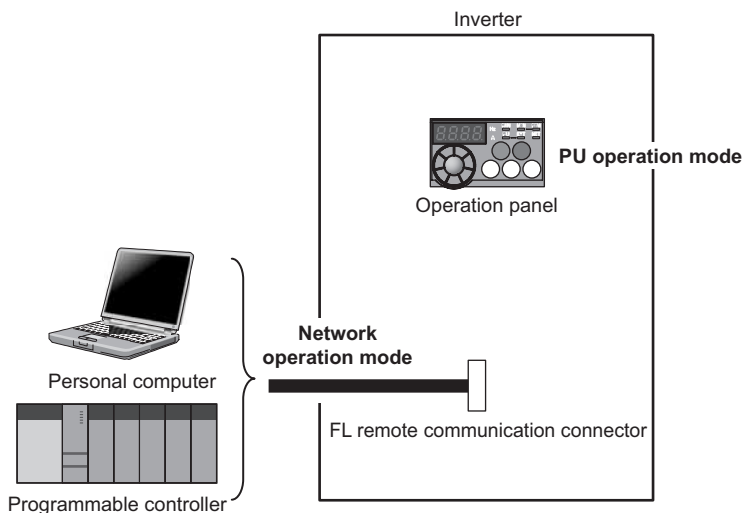 Inverter
PU operation mode
Operation panel
Network
operation mode
Personal computer
FL remote communication connector
Programmable controller